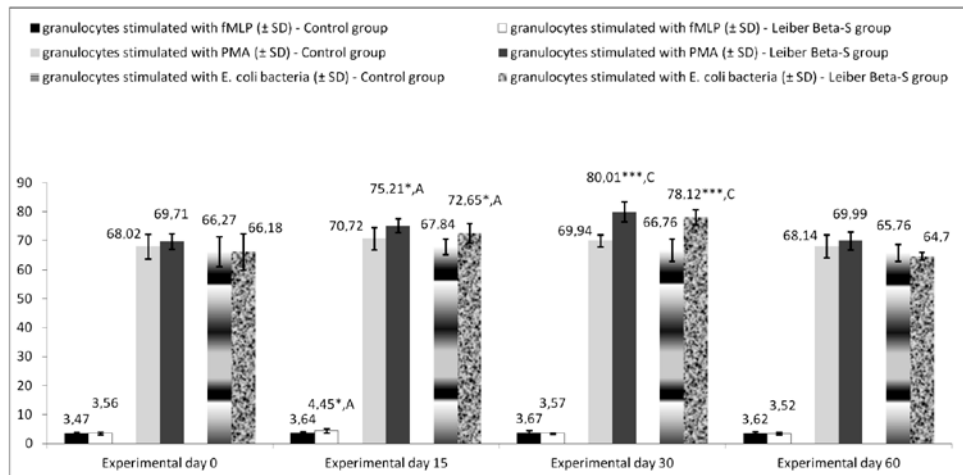 granulocytes stimulated with fMLP (± SD) - Control group
granulocytes stimulated with fMLP (± SD) - Leiber Beta-S group
granulocytes stimulated with PMA (± SD) - Control group
granulocytes stimulated with PMA (± SD) - Leiber Beta-S group
granulocytes stimulated with E. coli bacteria (± SD) - Control group
granulocytes stimulated with E. coli bacteria (± SD) - Leiber Beta-S group
90
80
70
60
50
40
30
20
10
0
3,47
3,56
68,02
69,71
66,27
66,18
3,64
4,45*,A
70,72
75,21*,A
67,84
72,65*,A
3,67
3,57
69,94
80,01***,C
66,76
78,12***,C
3,62
3,52
68,14
69,99
65,76
64,7
Experimental day 0
Experimental day 15
Experimental day 30
Experimental day 60